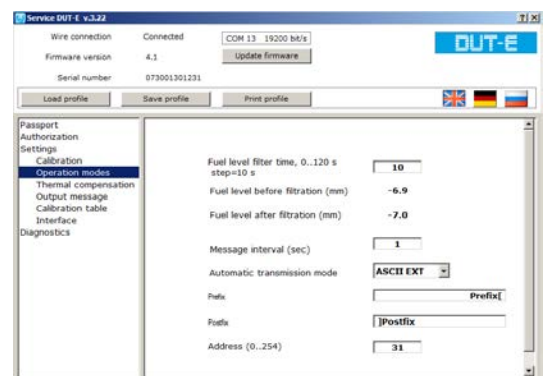 Service DUT-E v.3.22
Wire connection Connected COM 13 19200 bit/s
DUT-E
Firmware version 4.1 Update firmware
Serial number 073001301231
Load profile Save profile Print profile
Passport
Authorization
Settings
Calibration
Operation modes
Thermal compensation
Output message
Calibration table
Interface
Diagnostics
Fuel level filter time, 0..120 s
step=10 s
10
Fuel level before filtration (mm) -6.9
Fuel level after filtration (mm) -7.0
Message interval (sec) 1
Automatic transmission mode ASCII EXT
Prefix Prefix[
Postfix ]Postfix
Address (0..254) 31